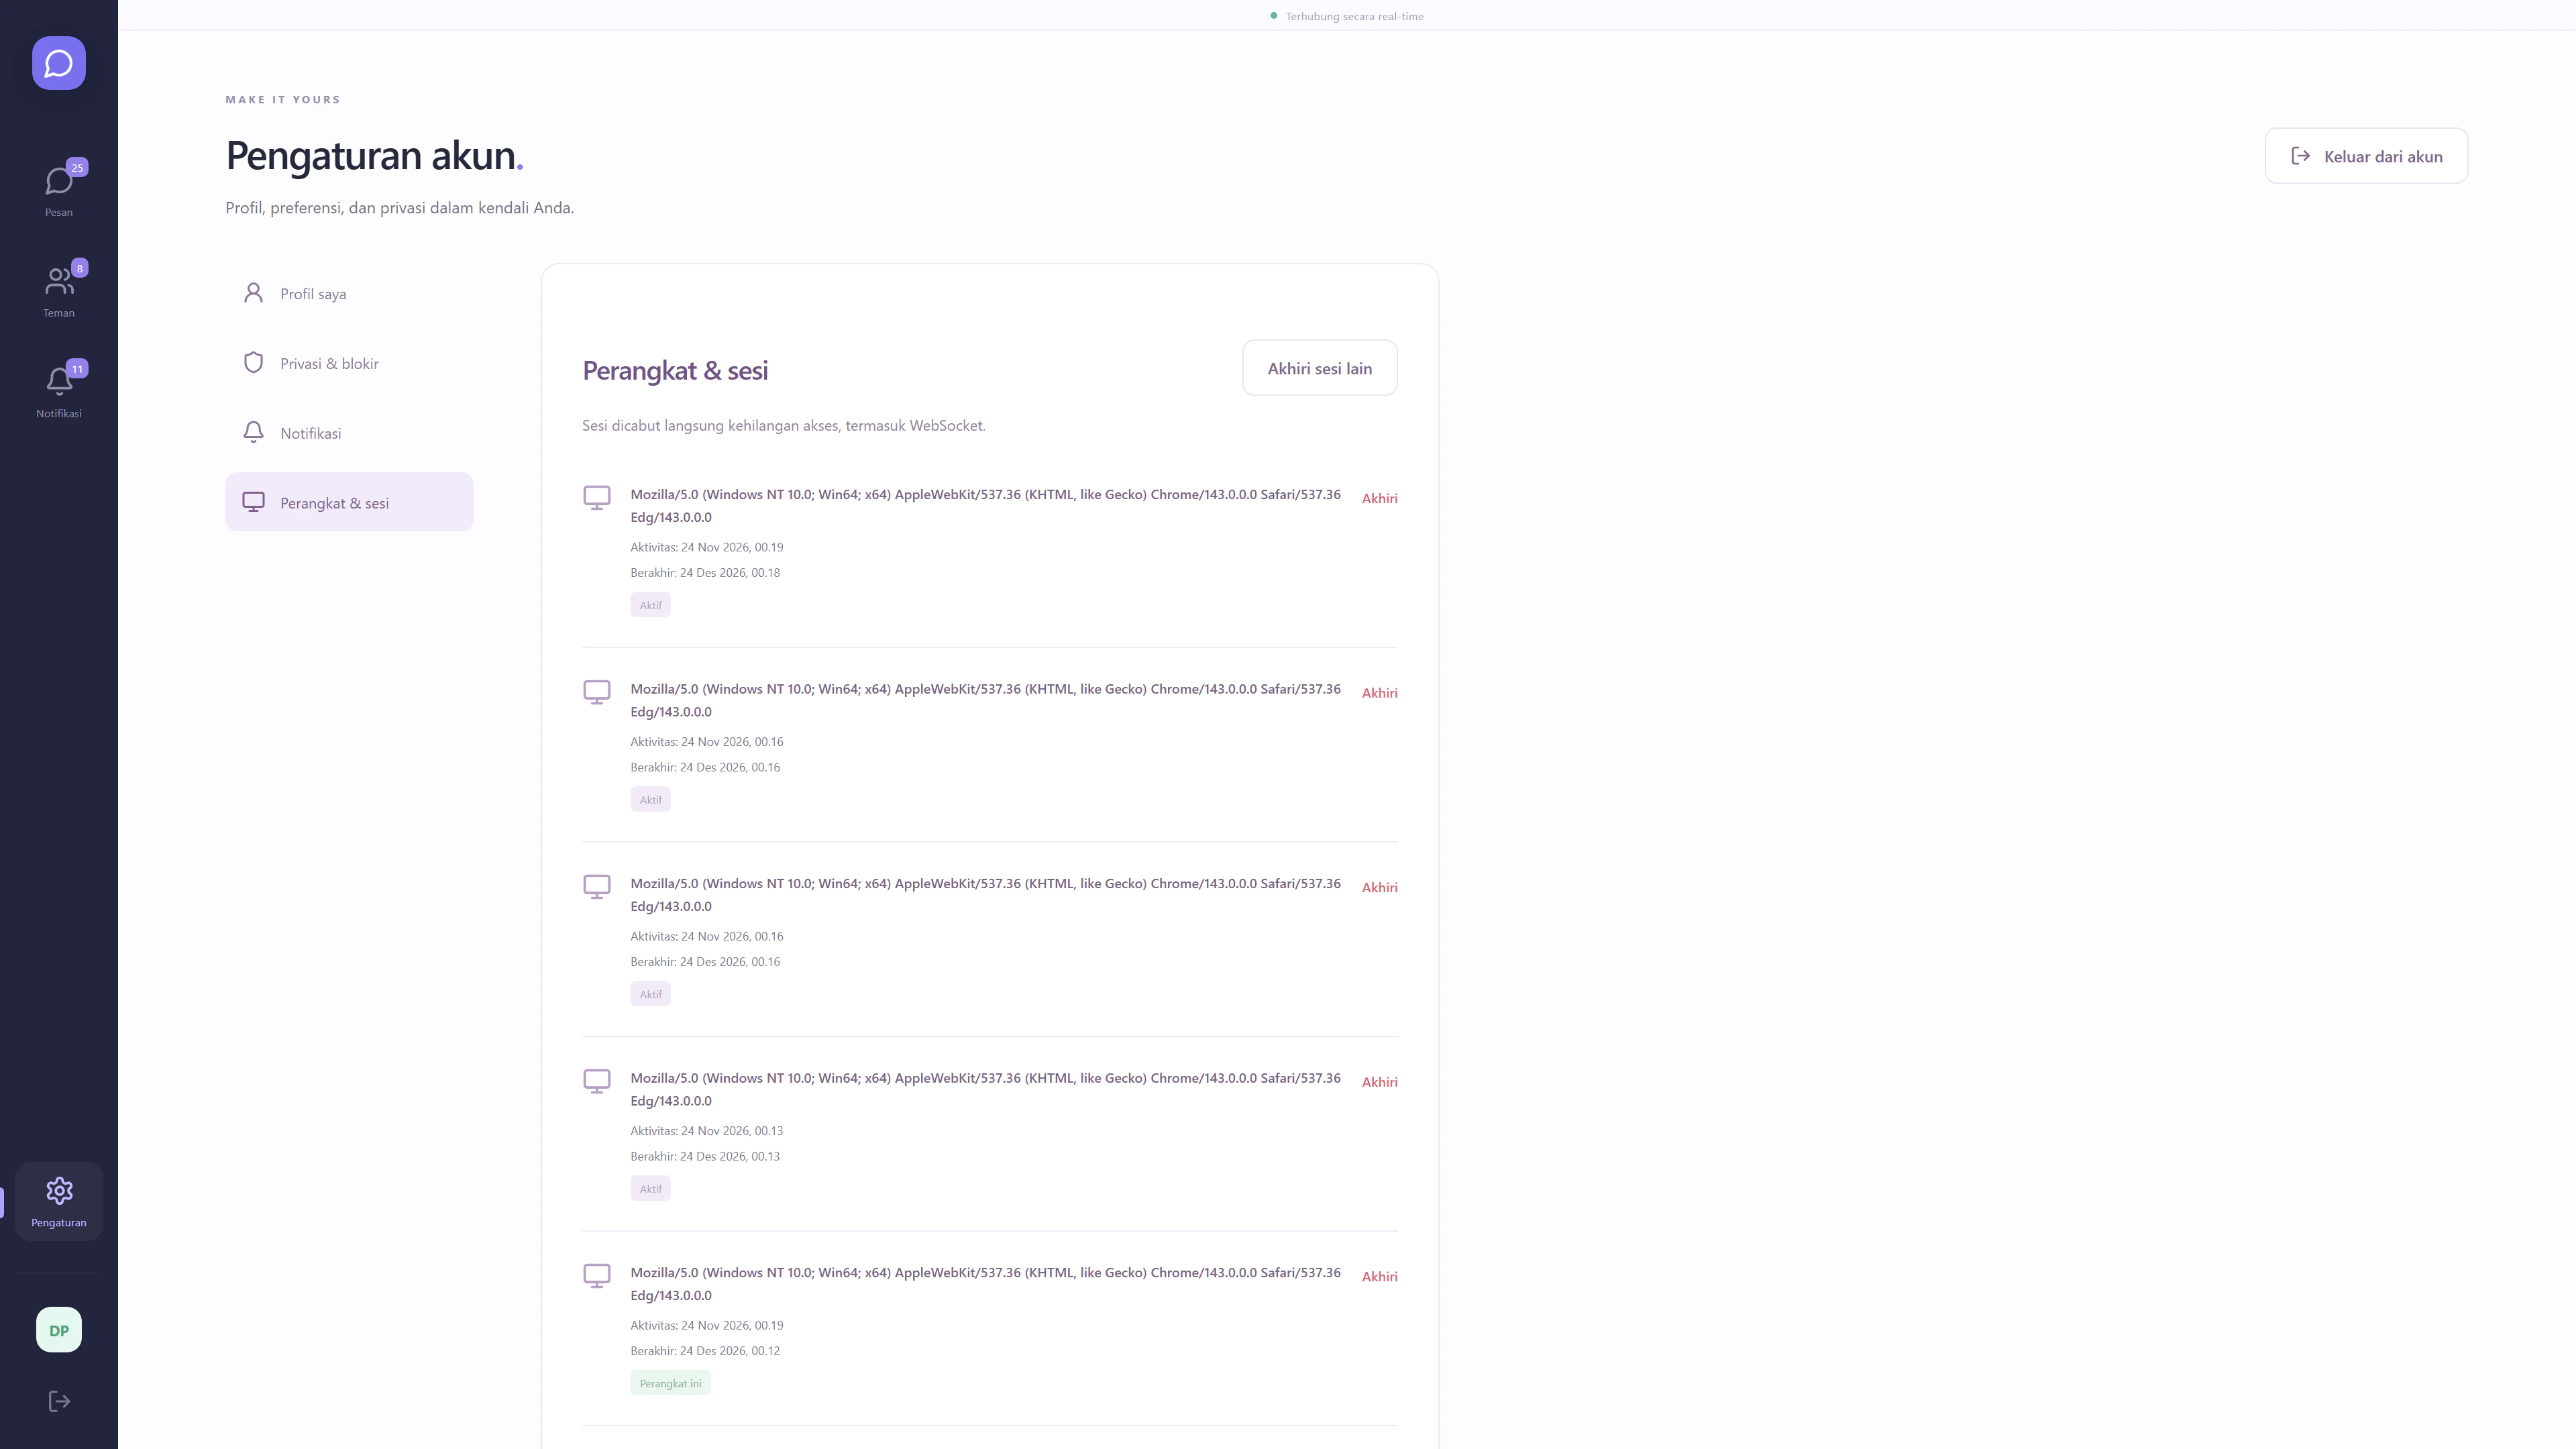 Terhubung secara real-time
25
Pesan
8
Teman
11
Notifikasi
Pengaturan
DP
MAKE IT YOURS
Pengaturan akun.
Profil, preferensi, dan privasi dalam kendali Anda.
Keluar dari akun
Profil saya
Privasi & blokir
Notifikasi
Perangkat & sesi
Perangkat & sesi
Akhiri sesi lain
Sesi dicabut langsung kehilangan akses, termasuk WebSocket.
Mozilla/5.0 (Windows NT 10.0; Win64; x64) AppleWebKit/537.36 (KHTML, like Gecko) Chrome/143.0.0.0 Safari/537.36
Edg/143.0.0.0
Akhiri
Aktivitas: 24 Nov 2026, 00.19
Berakhir: 24 Des 2026, 00.18
Aktif
Mozilla/5.0 (Windows NT 10.0; Win64; x64) AppleWebKit/537.36 (KHTML, like Gecko) Chrome/143.0.0.0 Safari/537.36
Edg/143.0.0.0
Akhiri
Aktivitas: 24 Nov 2026, 00.16
Berakhir: 24 Des 2026, 00.16
Aktif
Mozilla/5.0 (Windows NT 10.0; Win64; x64) AppleWebKit/537.36 (KHTML, like Gecko) Chrome/143.0.0.0 Safari/537.36
Edg/143.0.0.0
Akhiri
Aktivitas: 24 Nov 2026, 00.16
Berakhir: 24 Des 2026, 00.16
Aktif
Mozilla/5.0 (Windows NT 10.0; Win64; x64) AppleWebKit/537.36 (KHTML, like Gecko) Chrome/143.0.0.0 Safari/537.36
Edg/143.0.0.0
Akhiri
Aktivitas: 24 Nov 2026, 00.13
Berakhir: 24 Des 2026, 00.13
Aktif
Mozilla/5.0 (Windows NT 10.0; Win64; x64) AppleWebKit/537.36 (KHTML, like Gecko) Chrome/143.0.0.0 Safari/537.36
Edg/143.0.0.0
Akhiri
Aktivitas: 24 Nov 2026, 00.19
Berakhir: 24 Des 2026, 00.12
Perangkat ini